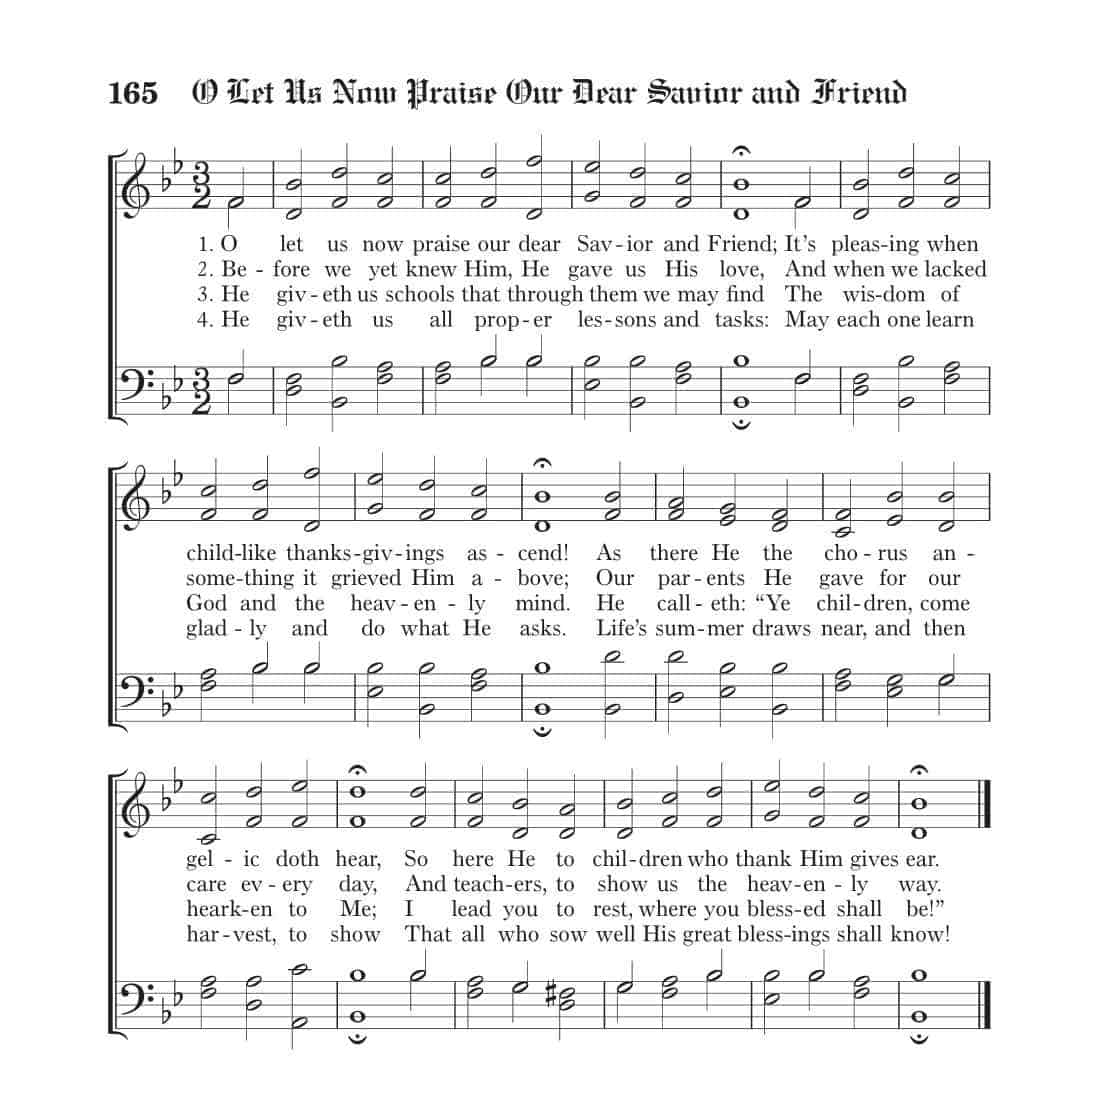 165 O Let Us Now Praise Our Dear Savior and Friend
1. O let us now praise our dear Sav-ior and Friend; It's pleas-ing when
2. Be-fore we yet knew Him, He gave us His love, And when we lacked
3. He giv-eth us schools that through them we may find The wis-dom of
4. He giv-eth us all prop-er les-sons and tasks: May each one learn
child-like thanks-giv-ings as-cend! As there He the cho-rus an-
some-thing it grieved Him a-bove; Our par-ents He gave for our
God and the heav-en-ly mind. He call-eth: “Ye chil-dren, come
glad-ly and do what He asks. Life's sum-mer draws near, and then
gel-ic doth hear, So here He to chil-dren who thank Him gives ear.
care ev-ery day, And teach-ers, to show us the heav-en-ly way.
heark-en to Me; I lead you to rest, where you bless-ed shall be!”
har-vest, to show That all who sow well His great bless-ings shall know!